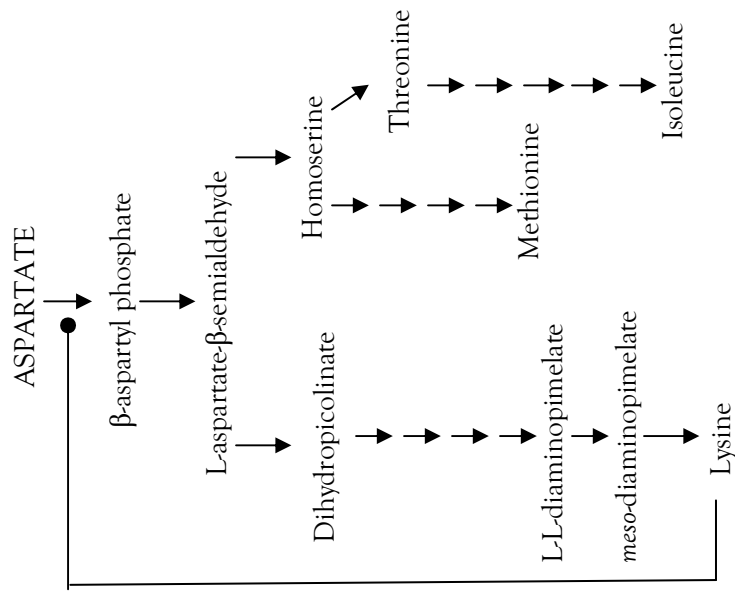 ASPARTATE
β-aspartyl phosphate
L-aspartate-β-semialdehyde
Dihydropicolinate
L-L-diaminopimelate
meso-diaminopimelate
Lysine
Homoserine
Methionine
Threonine
Isoleucine